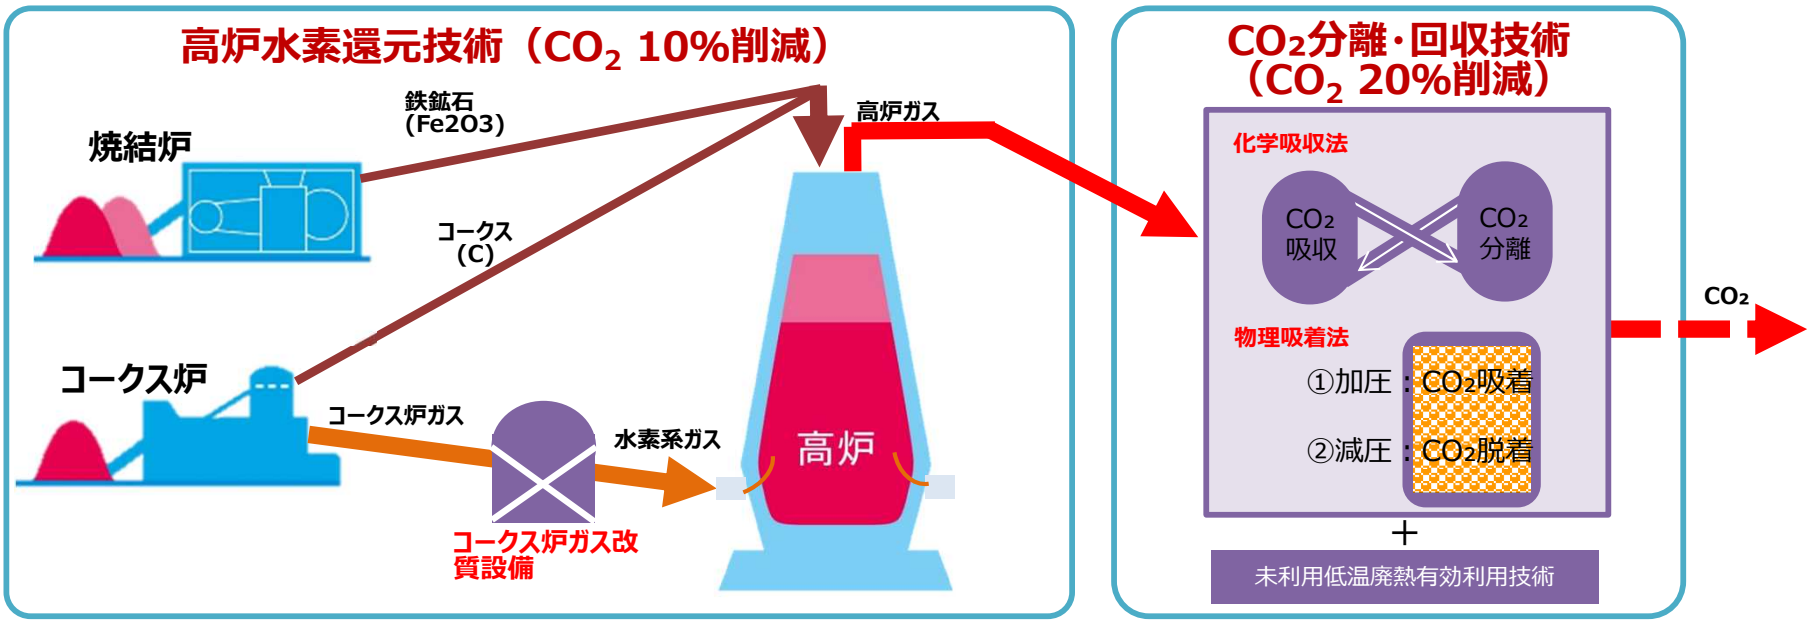 高炉水素還元技術（CO₂ 10%削減）
鉄鉱石
(Fe2O3)
高炉ガス
焼結炉
コークス
(C)
コークス炉
コークス炉ガス
水素系ガス
高炉
コークス炉ガス改
質設備
CO₂分離･回収技術
（CO₂ 20%削減）
化学吸収法
CO₂
吸収
CO₂
分離
物理吸着法
①加圧：CO₂吸着
②減圧：CO₂脱着
＋
未利用低温廃熱有効利用技術
CO₂